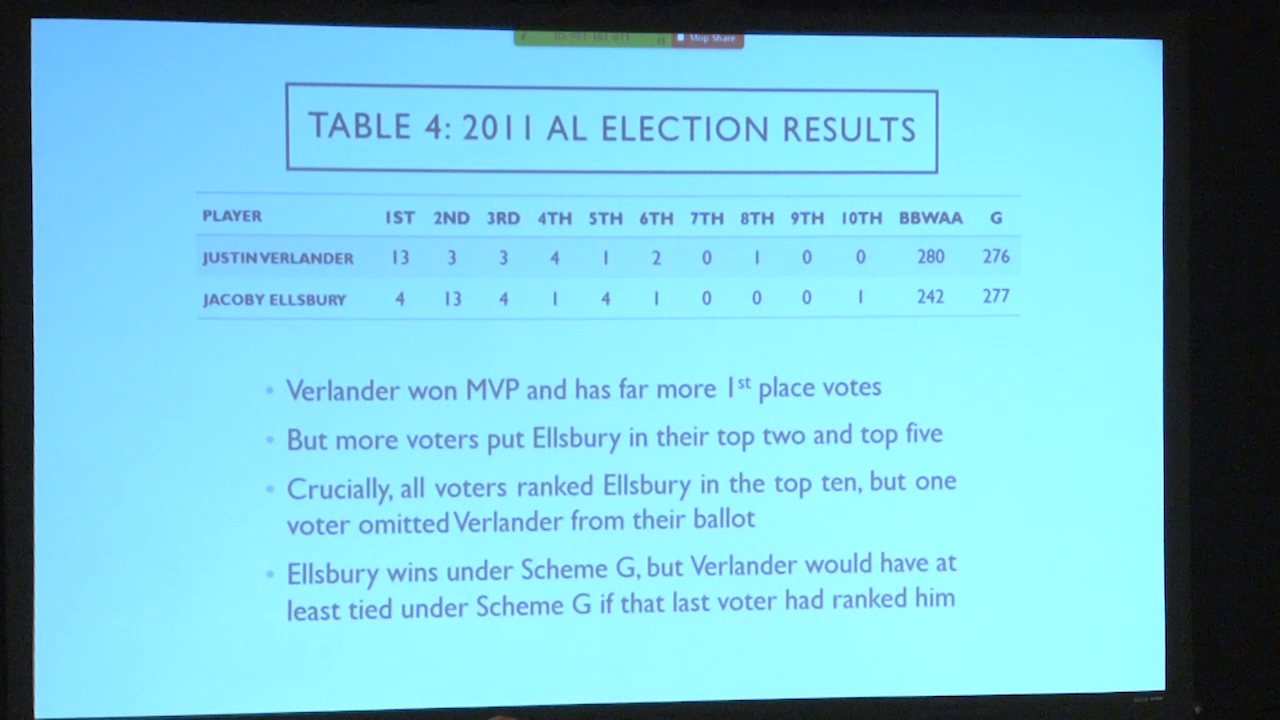 Stop Share
TABLE 4: 2011 AL ELECTION RESULTS
PLAYER 1ST 2ND 3RD 4TH 5TH 6TH 7TH 8TH 9TH 10TH BBWAA G
JUSTIN VERLANDER 13 3 3 4 1 2 0 1 0 0 280 276
JACOBY ELLSBURY 4 13 4 1 4 1 0 0 0 1 242 277
• Verlander won MVP and has far more 1st place votes
• But more voters put Ellsbury in their top two and top five
• Crucially, all voters ranked Ellsbury in the top ten, but one
voter omitted Verlander from their ballot
• Ellsbury wins under Scheme G, but Verlander would have at
least tied under Scheme G if that last voter had ranked him